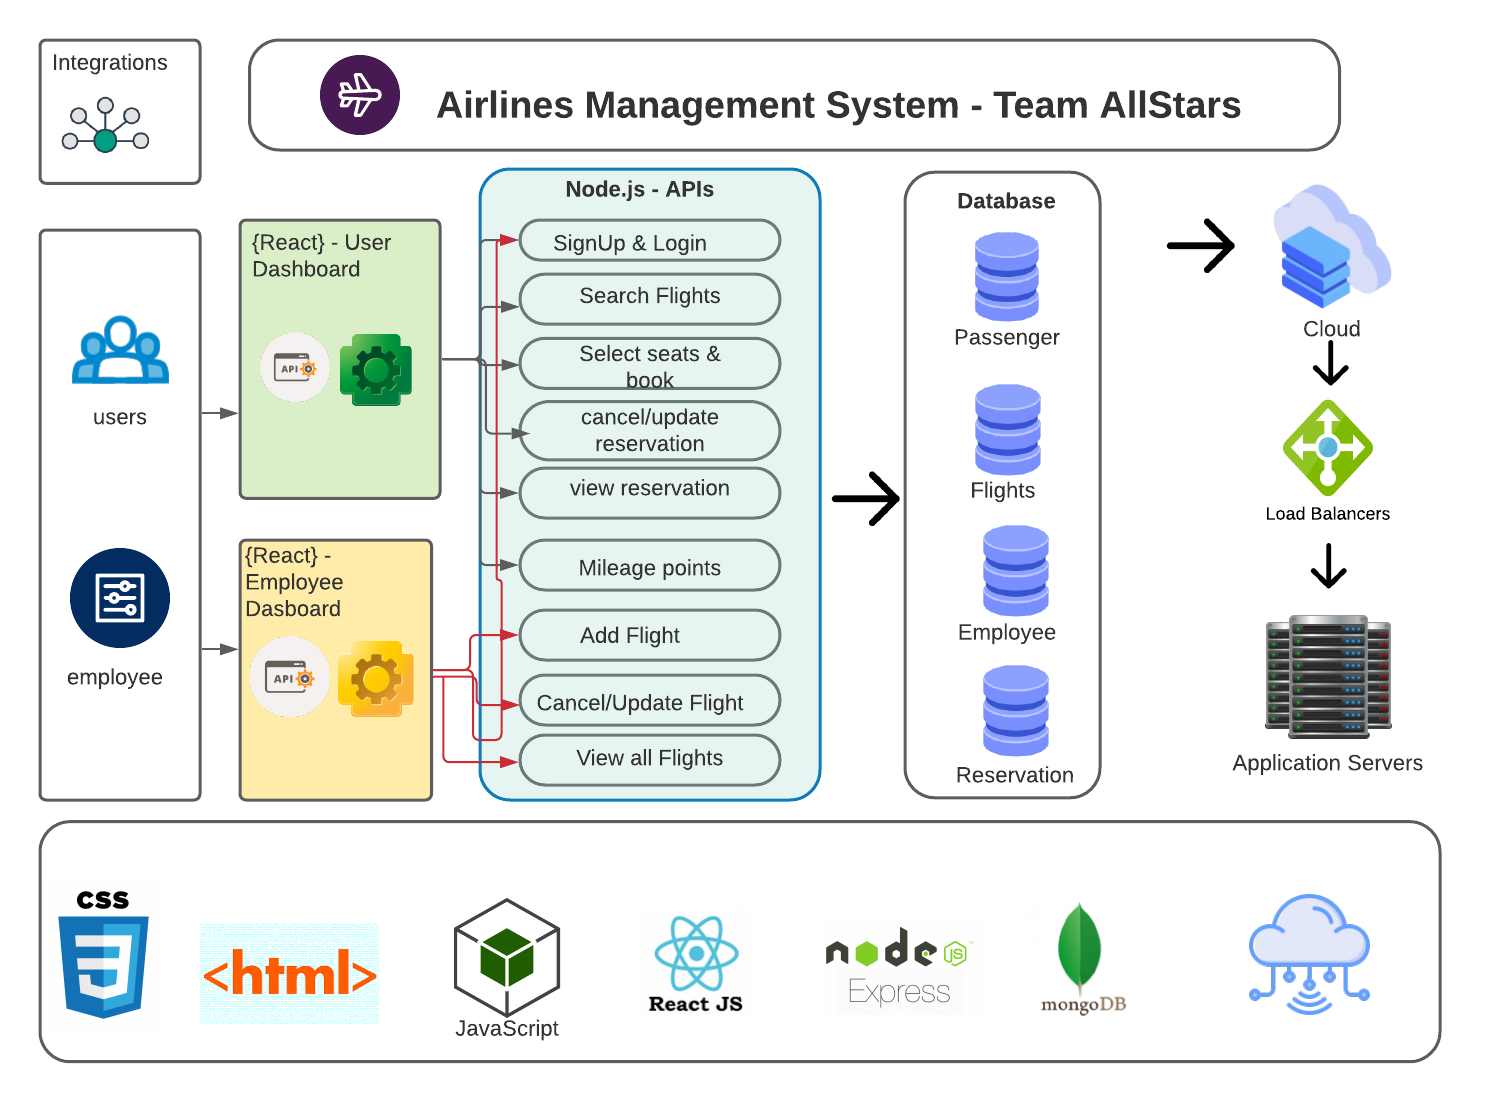 Integrations
Airlines Management System - Team AllStars
users
employee
{React} - User
Dashboard
API
{React} -
Employee
Dasboard
API
Node.js - APIs
SignUp & Login
Search Flights
Select seats &
book
cancel/update
reservation
view reservation
Mileage points
Add Flight
Cancel/Update Flight
View all Flights
Database
Passenger
Flights
Employee
Reservation
Cloud
Load Balancers
Application Servers
CSS
3
<html>
JavaScript
React JS
node JS
Express
mongoDB